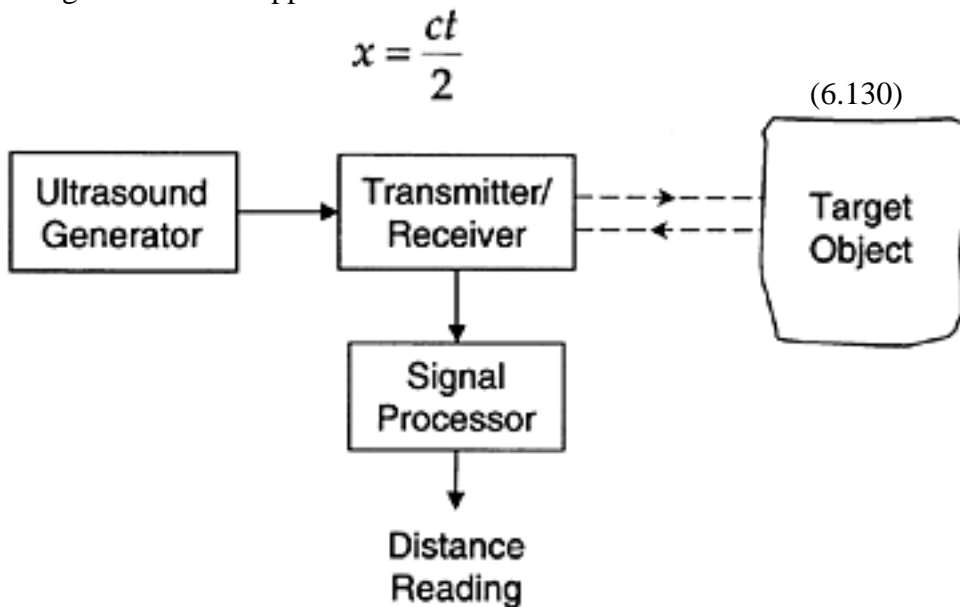 x = ct/2
(6.130)
Ultrasound
Generator
Transmitter/
Receiver
Target
Object
Signal
Processor
Distance
Reading